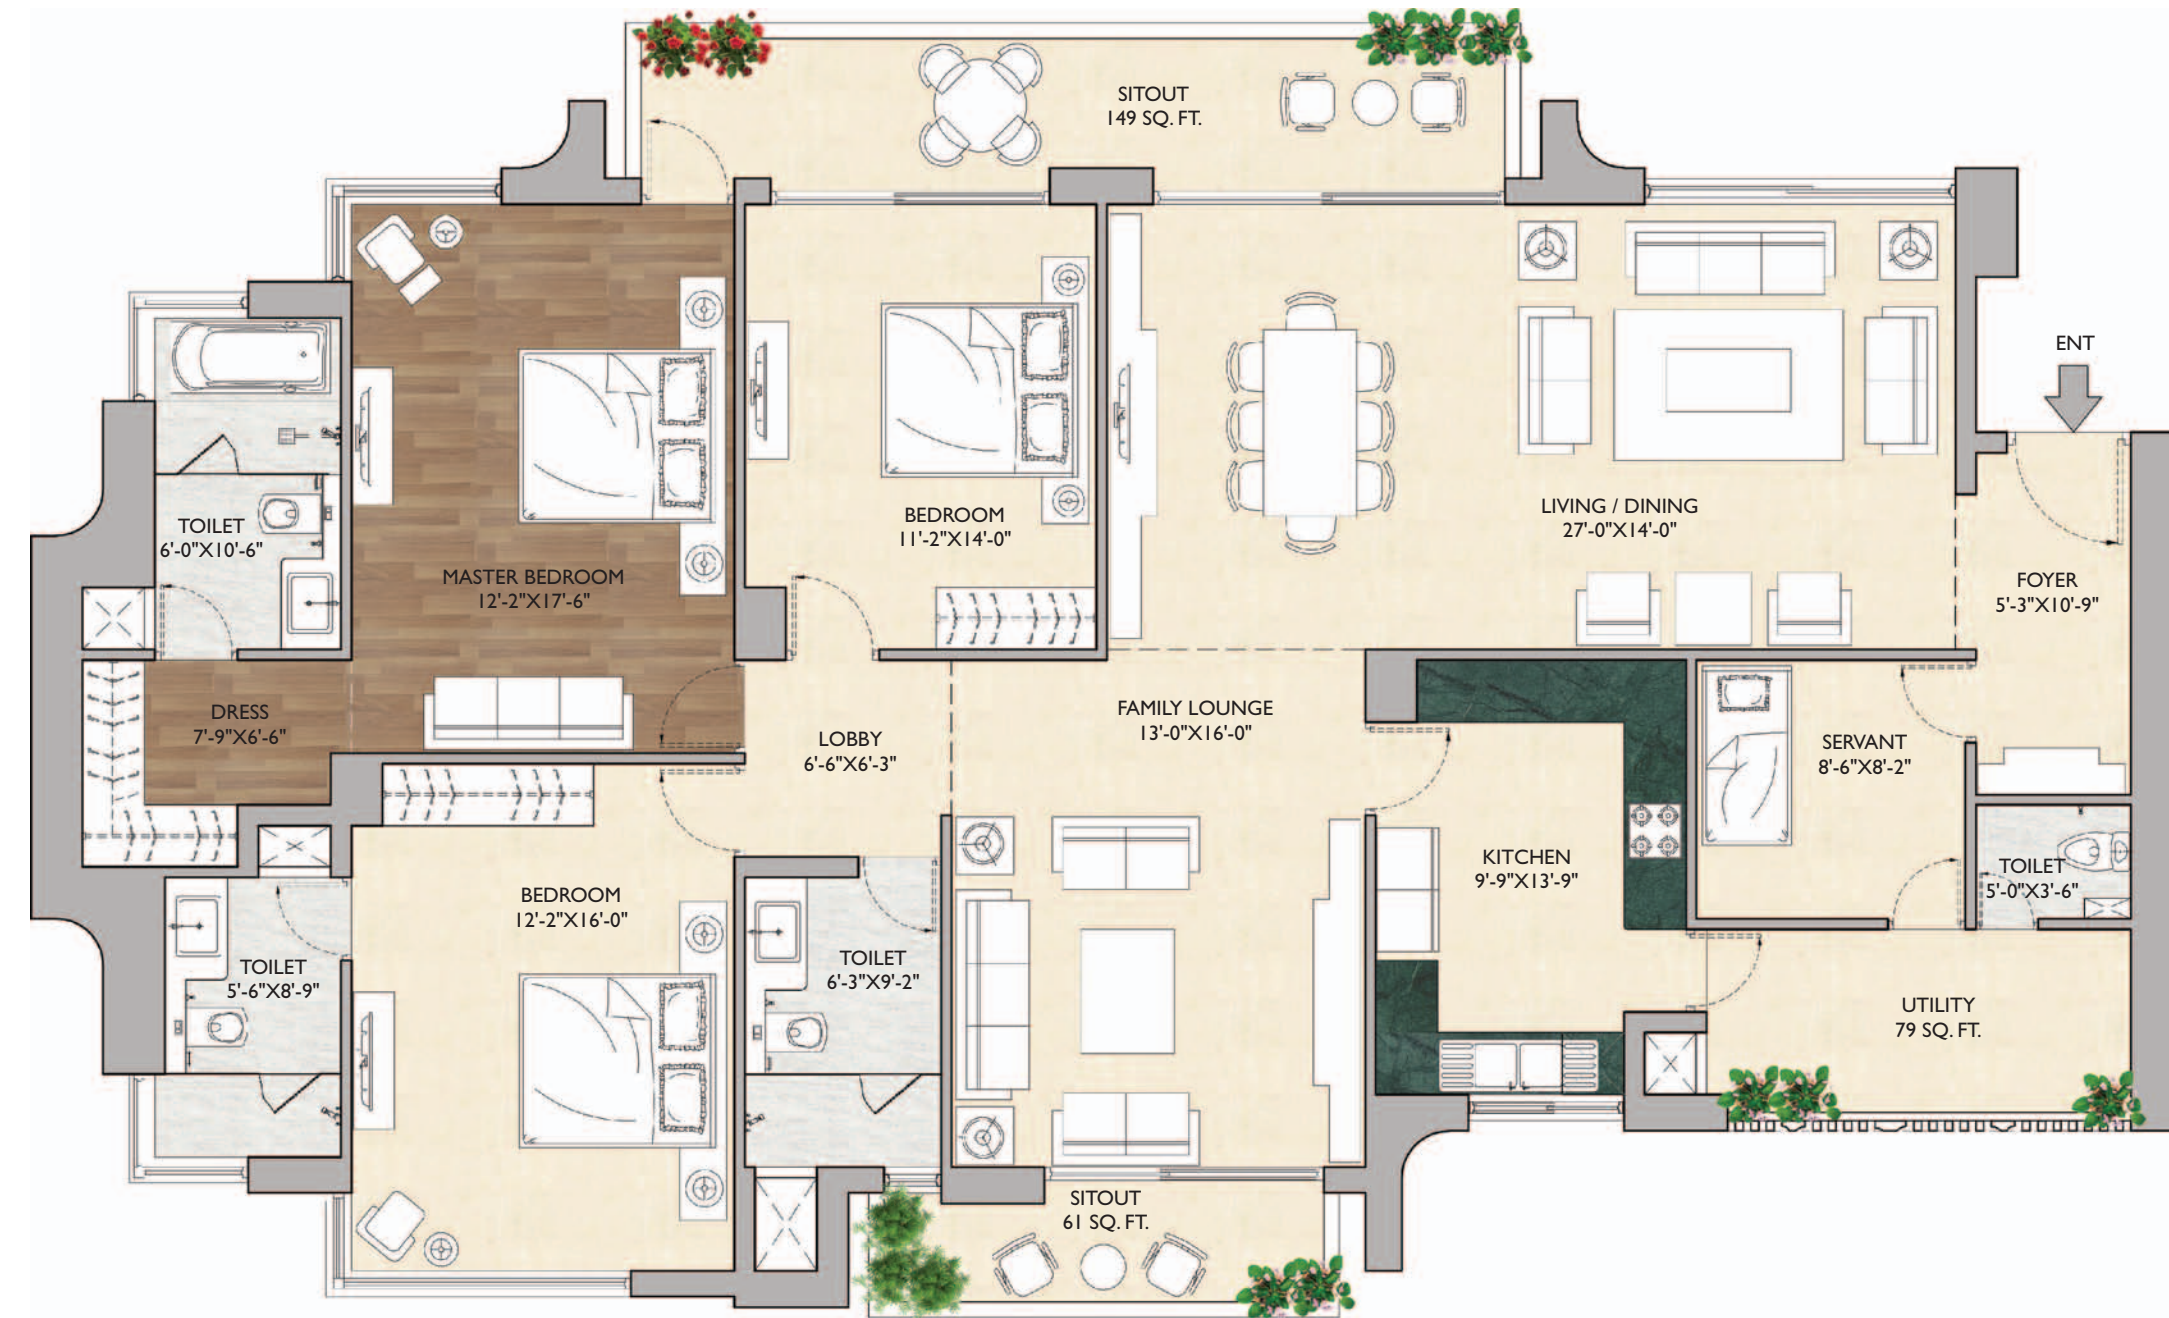 SITOUT
149 SQ. FT.
ENT
TOILET
6'-0"X10'-6"
BEDROOM
11'-2"X14'-0"
LIVING / DINING
27'-0"X14'-0"
MASTER BEDROOM
12'-2"X17'-6"
FOYER
5'-3"X10'-9"
DRESS
7'-9"X6'-6"
LOBBY
6'-6"X6'-3"
FAMILY LOUNGE
13'-0"X16'-0"
SERVANT
8'-6"X8'-2"
KITCHEN
9'-9"X13'-9"
TOILET
5'-0"X3'-6"
BEDROOM
12'-2"X16'-0"
TOILET
5'-6"X8'-9"
TOILET
6'-3"X9'-2"
UTILITY
79 SQ. FT.
SITOUT
61 SQ. FT.